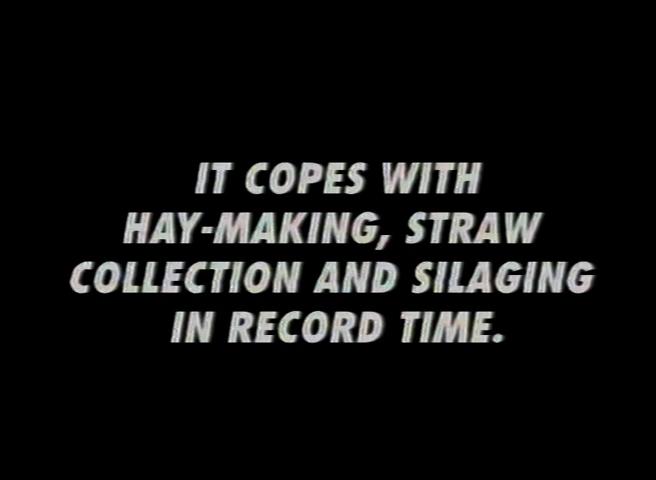 IT COPES WITH
HAY-MAKING, STRAW
COLLECTION AND SILAGING
IN RECORD TIME.